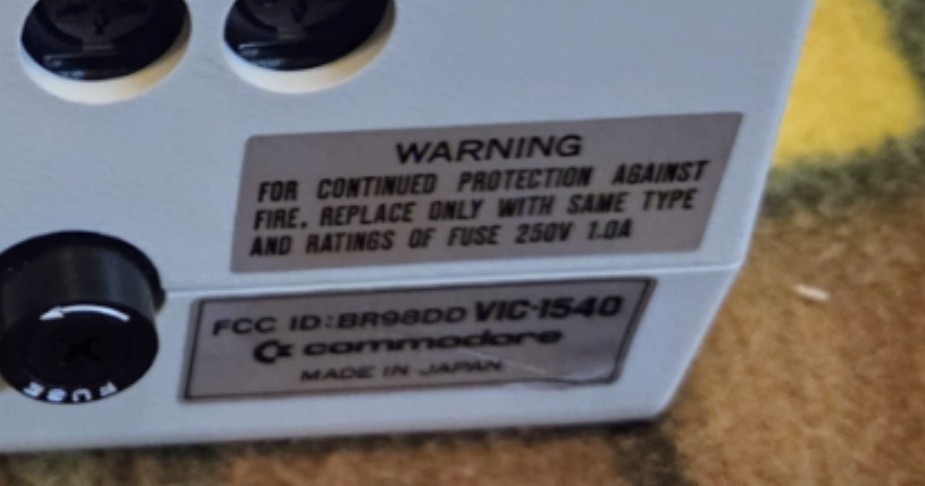 WARNING
FOR CONTINUED PROTECTION AGAINST
FIRE, REPLACE ONLY WITH SAME TYPE
AND RATINGS OF FUSE 250V 1.0A
FCC ID:BR98DD VIC-1540
commodore
MADE IN JAPAN
FUSE